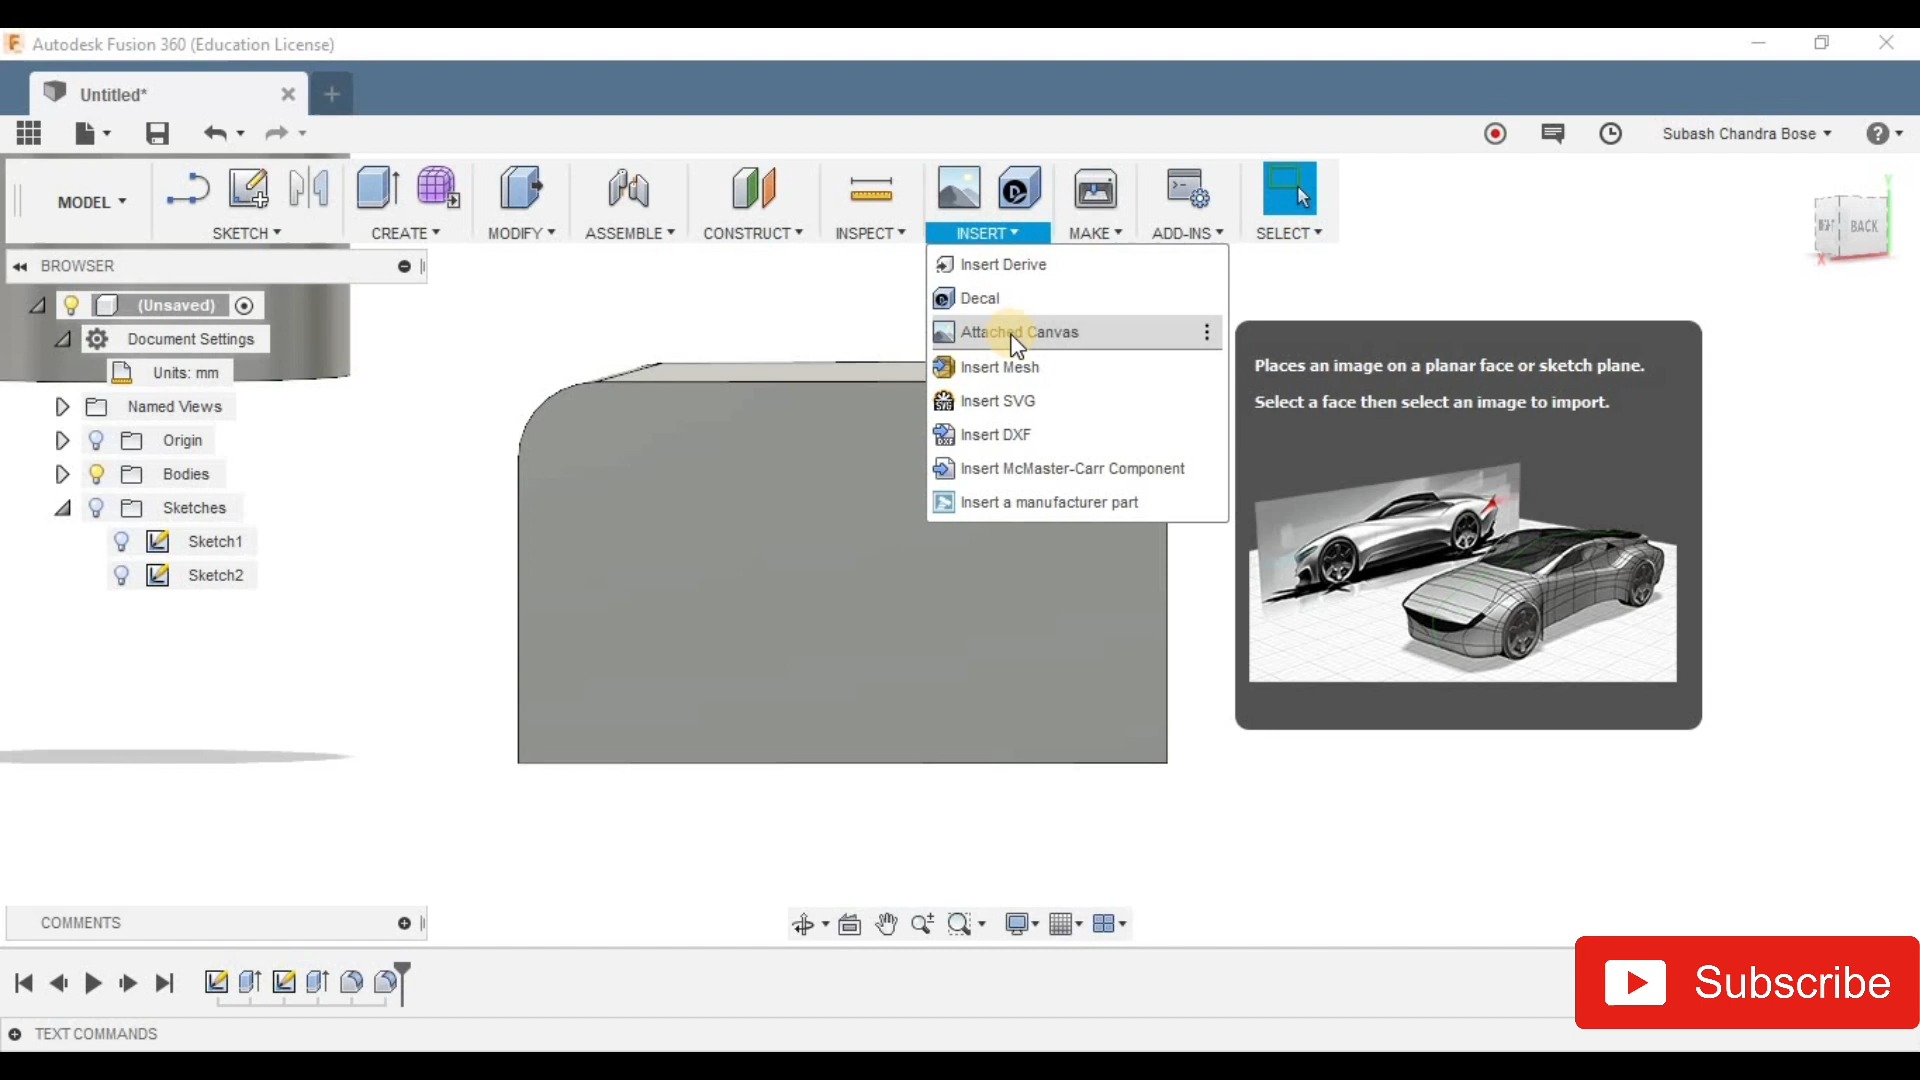 Autodesk Fusion 360 (Education License)
Untitled*
Subash Chandra Bose
MODEL
SKETCH
CREATE
MODIFY
ASSEMBLE
CONSTRUCT
INSPECT
INSERT
MAKE
ADD-INS
SELECT
BACK
BROWSER
(Unsaved)
Document Settings
Units: mm
Named Views
Origin
Bodies
Sketches
Sketch1
Sketch2
Insert Derive
Decal
Attached Canvas
Insert Mesh
Insert SVG
Insert DXF
Insert McMaster-Carr Component
Insert a manufacturer part
Places an image on a planar face or sketch plane.
Select a face then select an image to import.
COMMENTS
Subscribe
TEXT COMMANDS